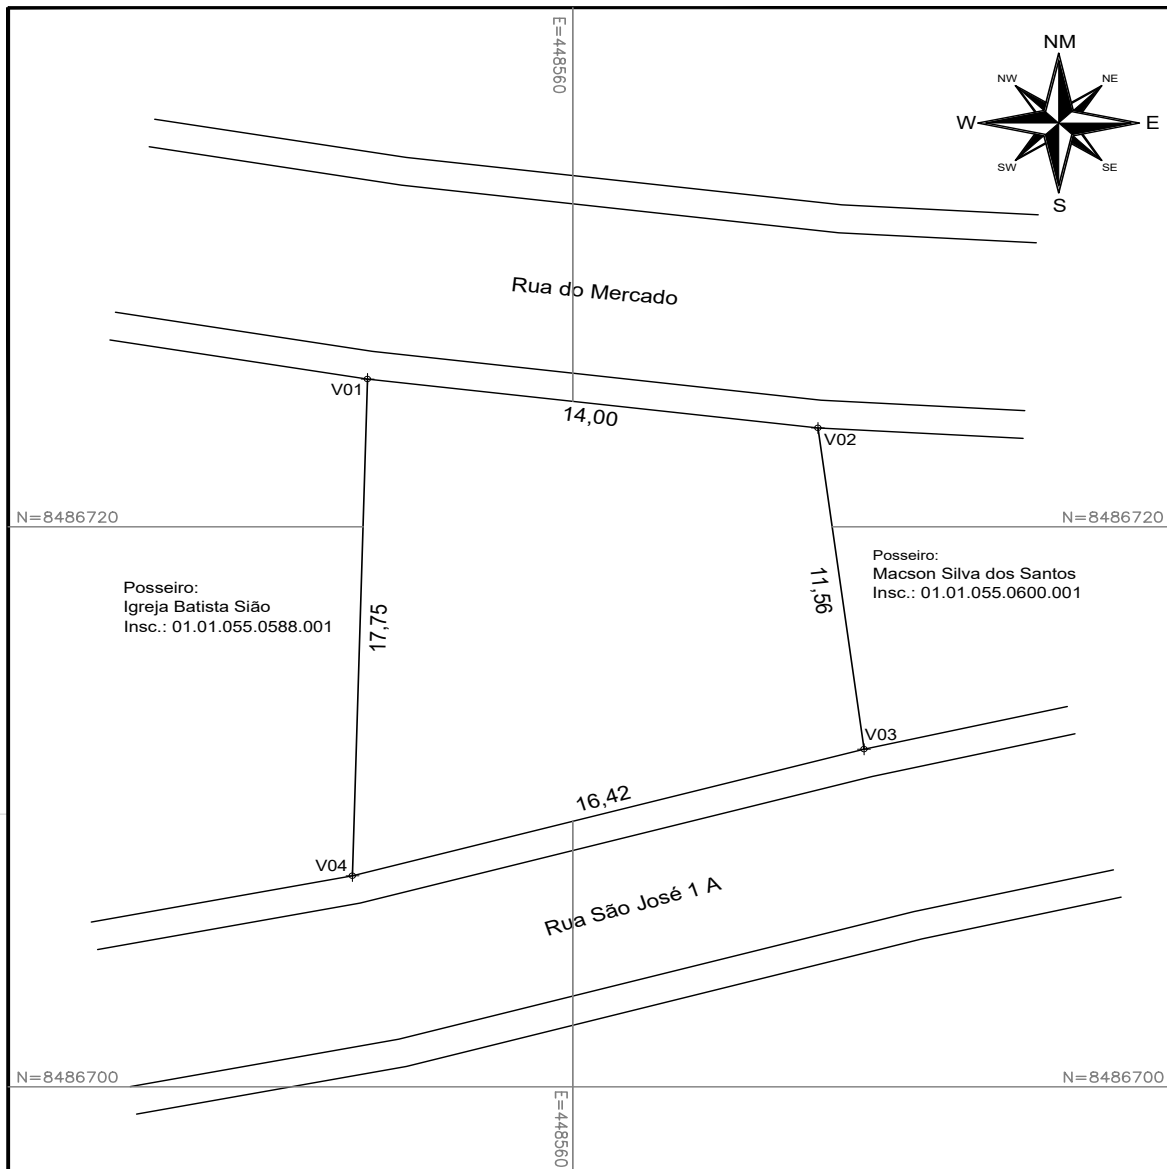 E=448560
NM
NW
NE
W
E
SW
SE
S
Rua do Mercado
V01
14,00
V02
N=8486720
N=8486720
Posseiro:
Igreja Batista Sião
Insc.: 01.01.055.0588.001
17,75
11,56
Posseiro:
Macson Silva dos Santos
Insc.: 01.01.055.0600.001
V03
16,42
V04
Rua São José 1 A
N=8486700
N=8486700
E=448560